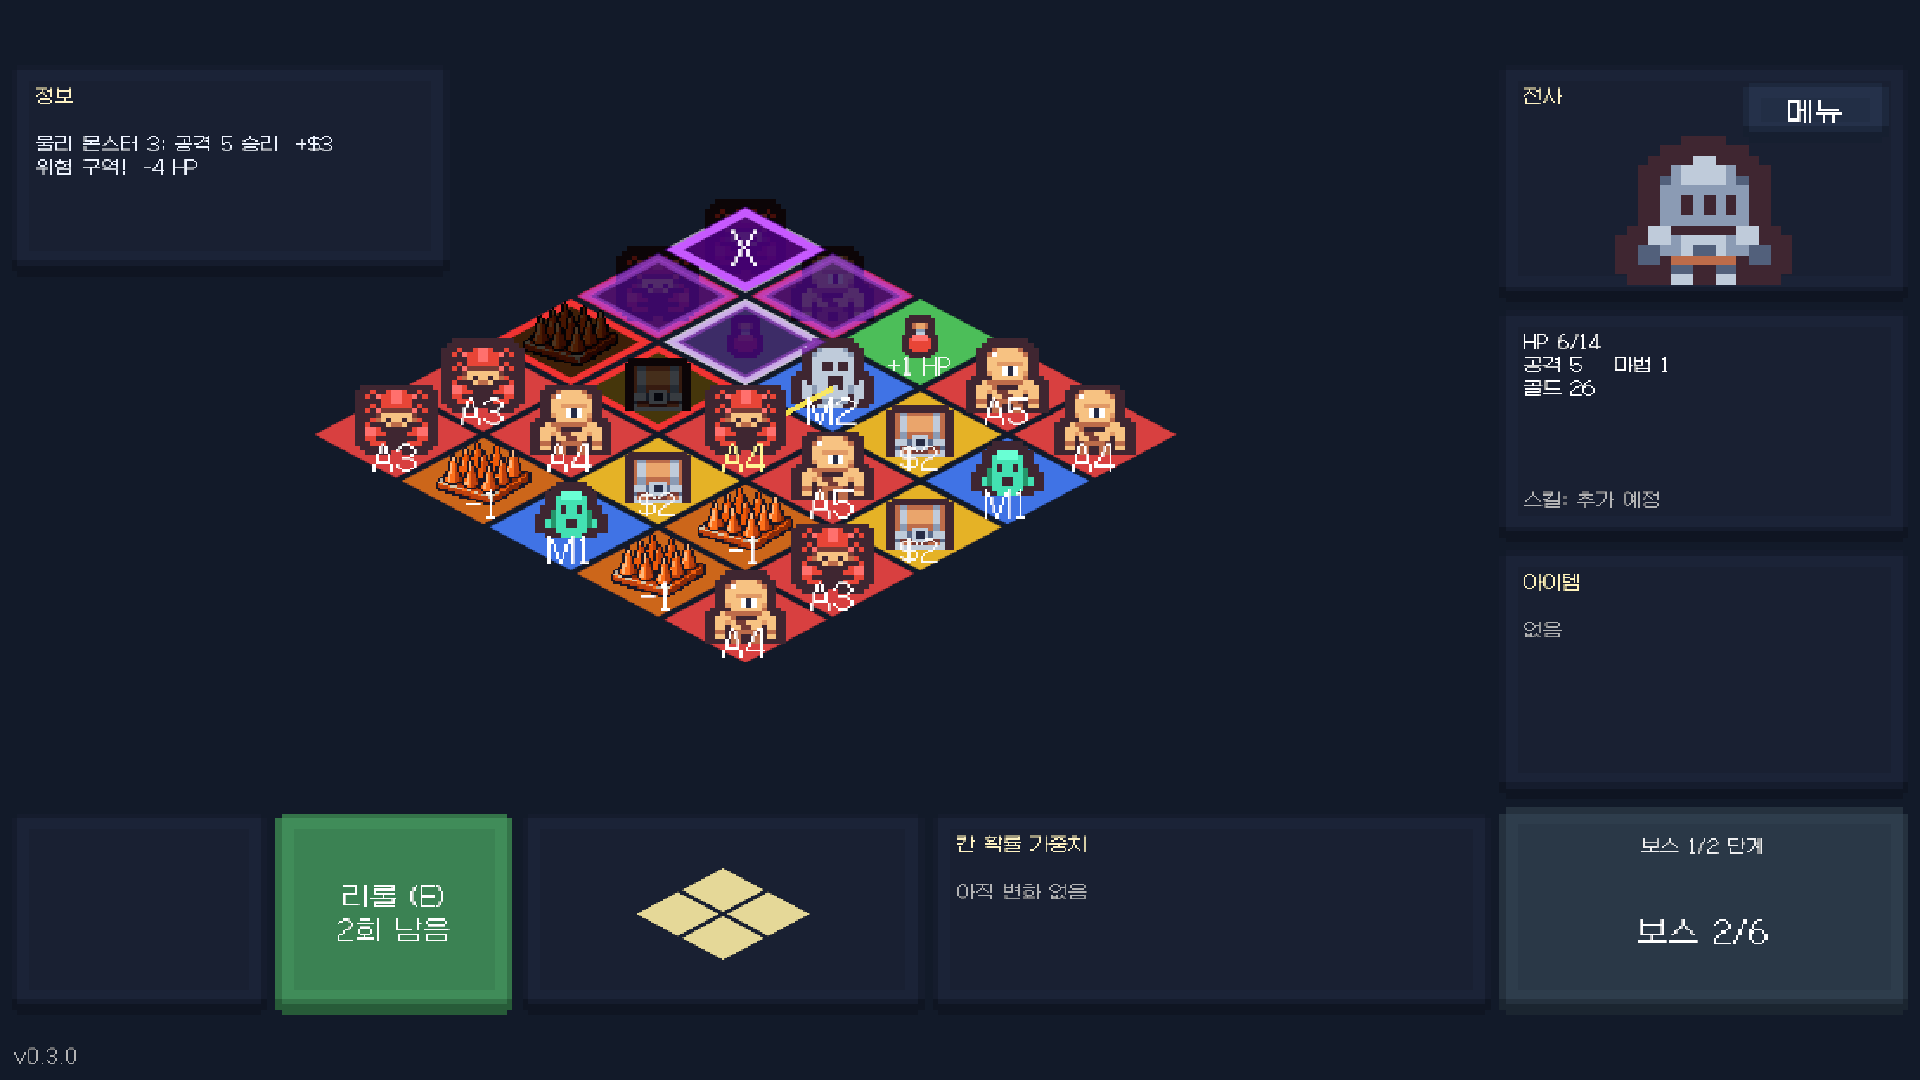 정보
물리 몬스터 3: 공격 5 승리 +$3
위험 구역! -4 HP
전사
메뉴
HP 6/14
공격 5 마법 1
골드 26
스킬: 추가 예정
아이템
없음
X
+1 HP
A3
M2
A5
A3
A4
A4
$2
A4
-1
$2
A5
M1
M1
-1
$2
-1
A3
A4
리롤 (E)
2회 남음
칸 확률 가중치
아직 변화 없음
보스 1/2 단계
보스 2/6
v0.3.0